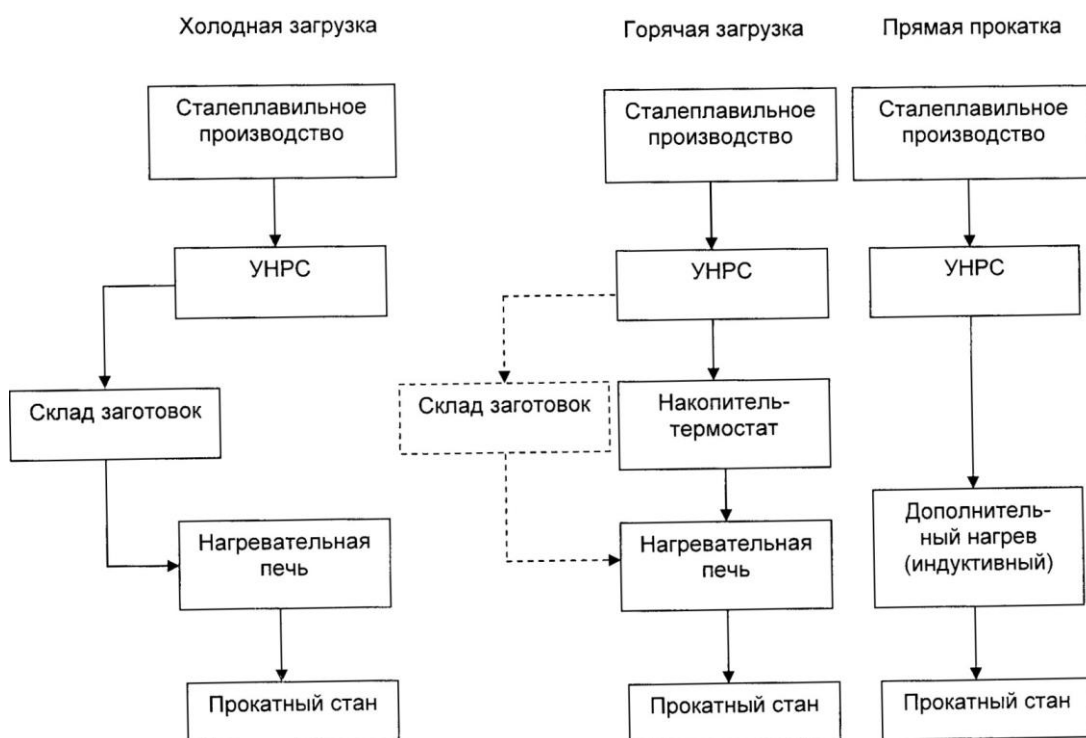 Холодная загрузка
Сталеплавильное
производство
УНРС
Склад заготовок
Нагревательная
печь
Прокатный стан
Горячая загрузка
Сталеплавильное
производство
УНРС
Склад заготовок
Накопитель-
термостат
Нагревательная
печь
Прокатный стан
Прямая прокатка
Сталеплавильное
производство
УНРС
Дополнитель-
ный нагрев
(индуктивный)
Прокатный стан